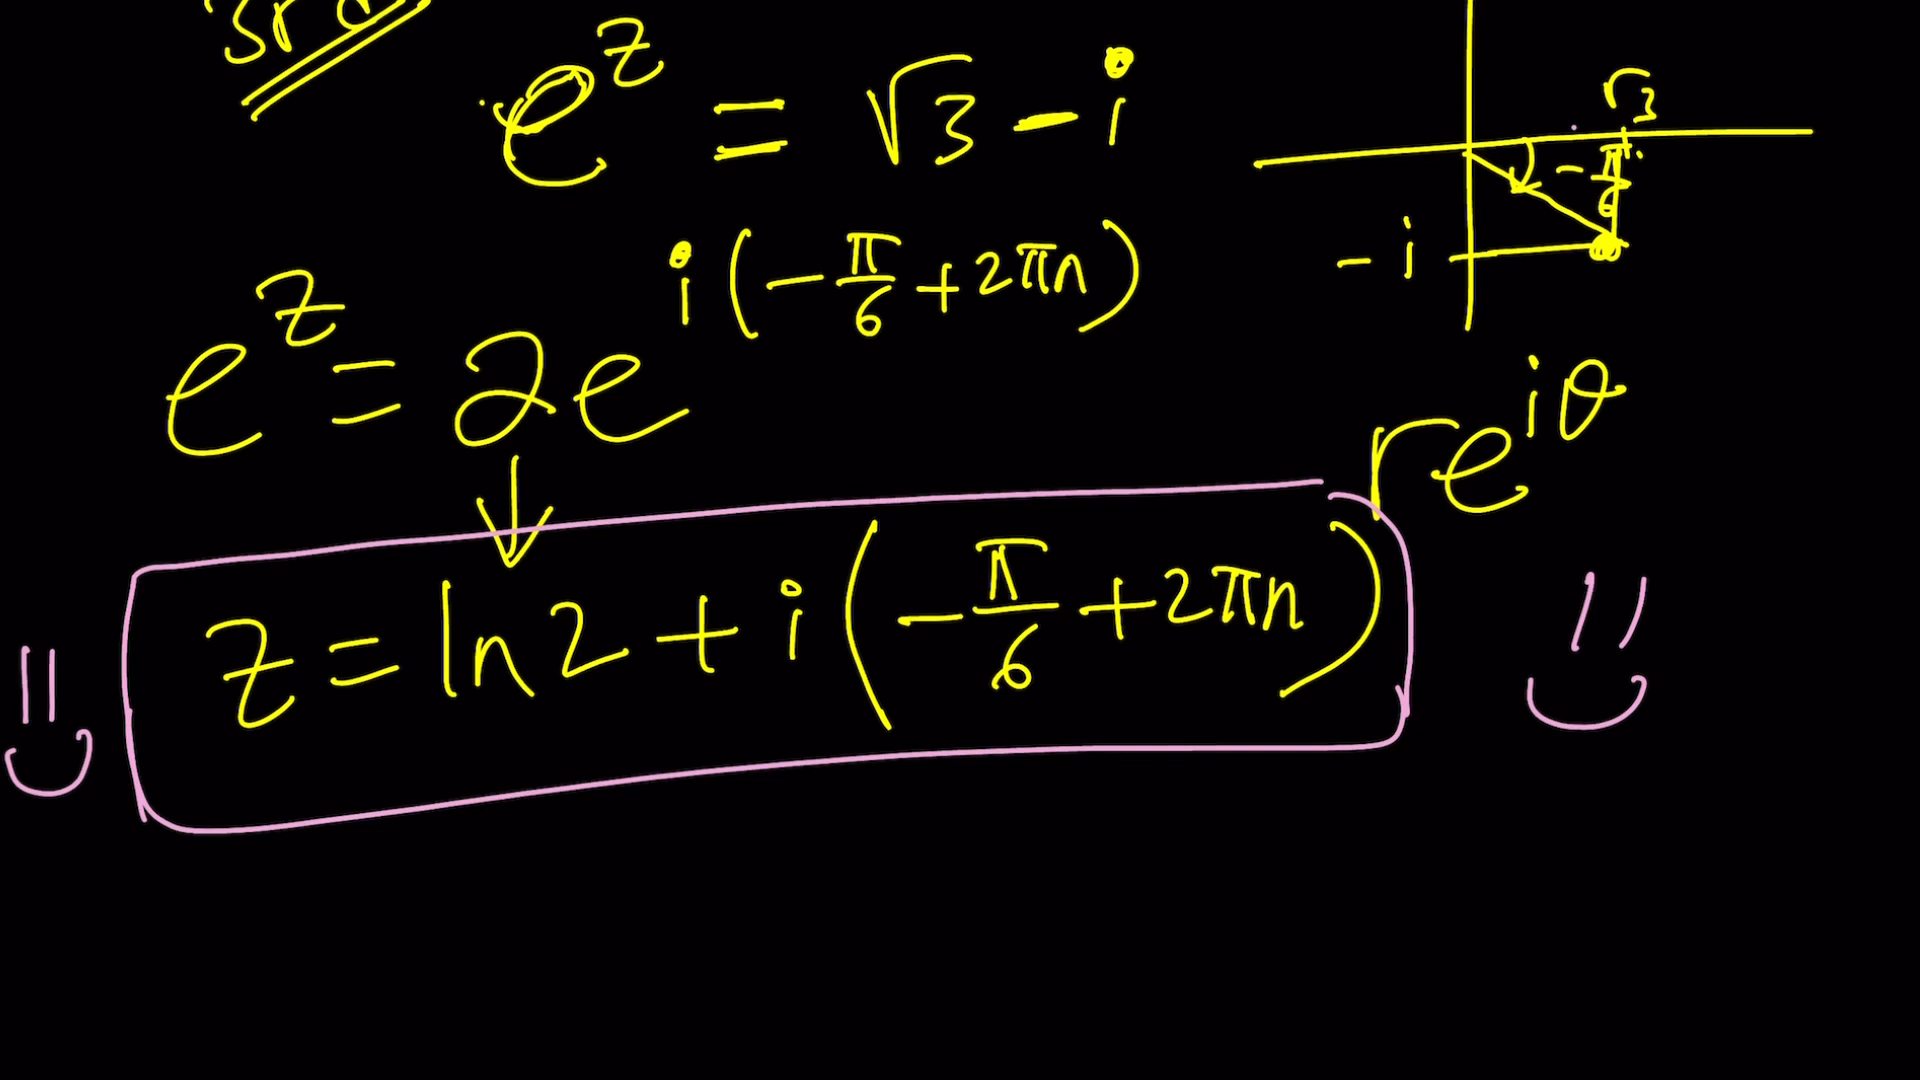 e^z = √3 - i
√3
-π/6
-i
e^z = 2e^{i(-π/6 + 2πn)}
re^{iθ}
z = ln2 + i(-π/6 + 2πn)